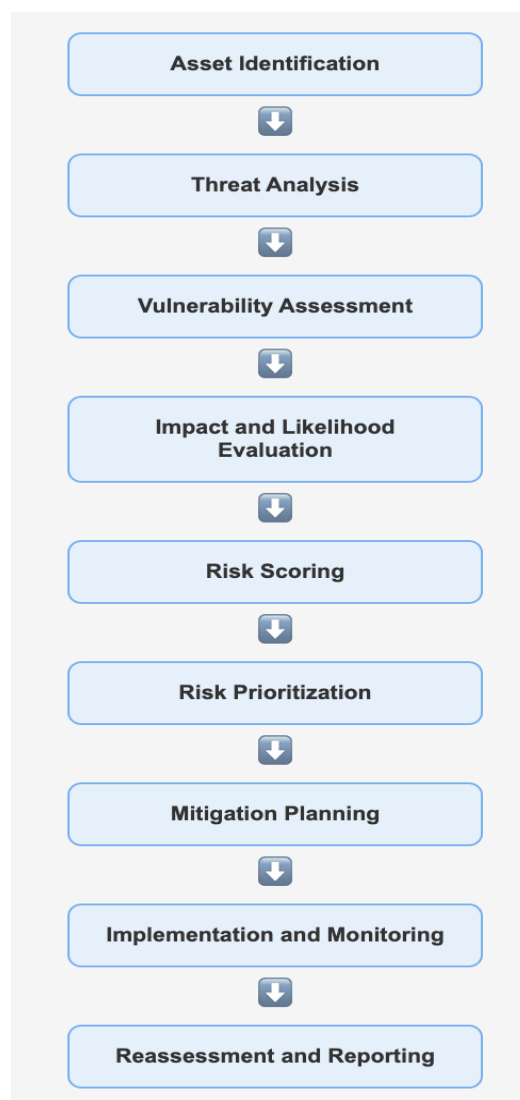 Asset Identification
Threat Analysis
Vulnerability Assessment
Impact and Likelihood
Evaluation
Risk Scoring
Risk Prioritization
Mitigation Planning
Implementation and Monitoring
Reassessment and Reporting